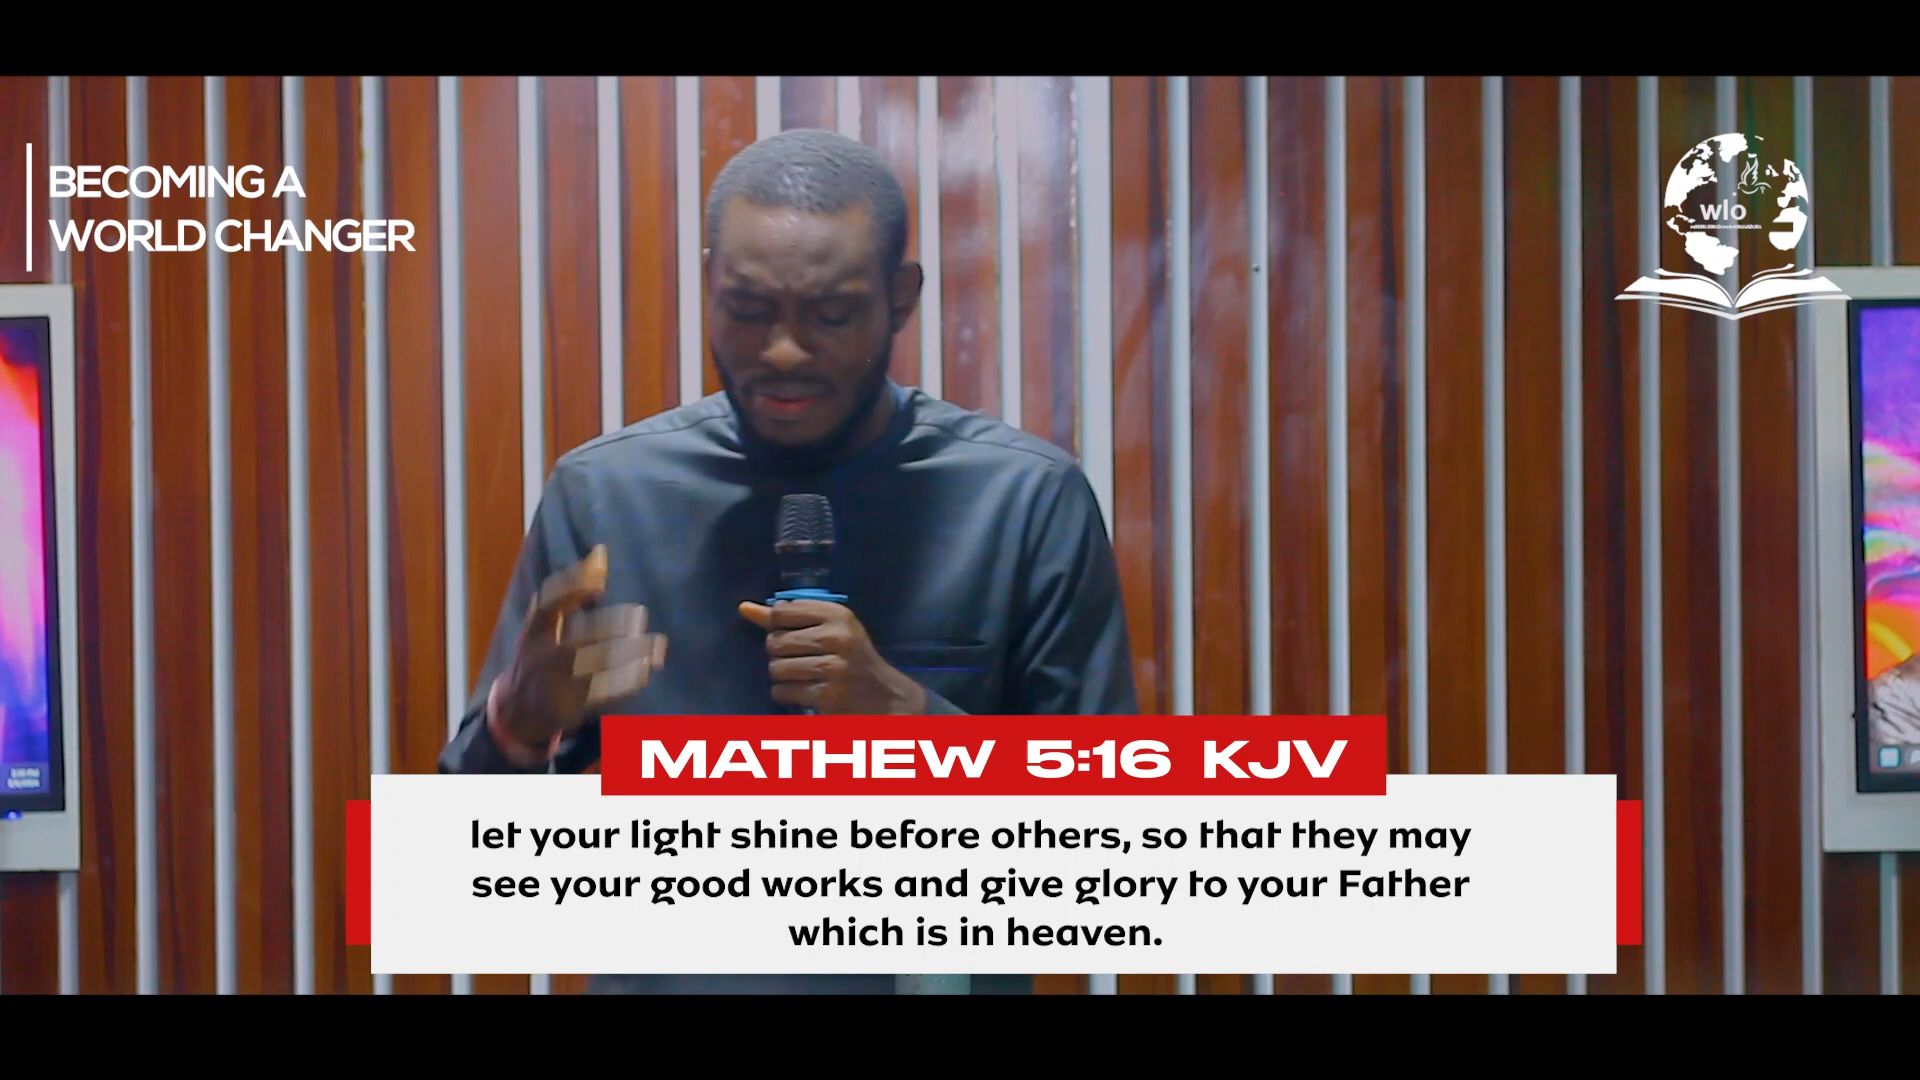 BECOMING A
WORLD CHANGER
wlo
MATHEW 5:16 KJV
let your light shine before others, so that they may
see your good works and give glory to your Father
which is in heaven.